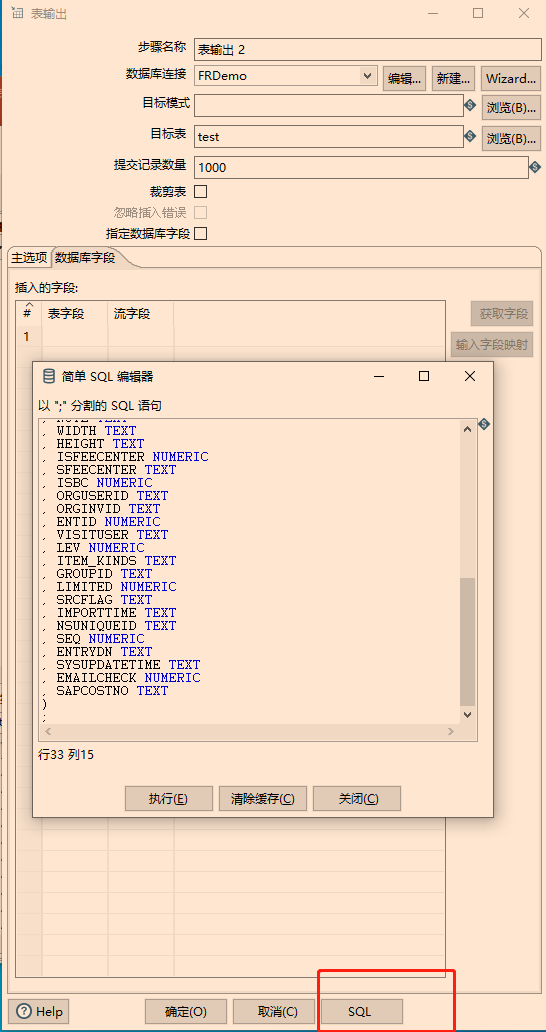 表输出
步骤名称 表输出 2
数据库连接 FRDemo 编辑... 新建... Wizard...
目标模式 浏览(B)...
目标表 test 浏览(B)...
提交记录数量 1000
裁剪表
忽略插入错误
指定数据库字段
主选项 数据库字段
插入的字段:
# 表字段 流字段 获取字段
1 输入字段映射
简单 SQL 编辑器
以 ";" 分割的 SQL 语句
, WIDTH TEXT
, HEIGHT TEXT
, ISFEECENTER NUMERIC
, SFEECENTER TEXT
, ISBC NUMERIC
, ORGUSERID TEXT
, ORGINVID TEXT
, ENTID NUMERIC
, VISITUSER TEXT
, LEV NUMERIC
, ITEM_KINDS TEXT
, GROUPID TEXT
, LIMITED NUMERIC
, SRCFLAG TEXT
, IMPORTTIME TEXT
, NSUNIQUEID TEXT
, SEQ NUMERIC
, ENTRYDN TEXT
, SYSUPDATETIME TEXT
, EMAILCHECK NUMERIC
, SAPCOSTNO TEXT
)
;
行33 列15
执行(E) 清除缓存(C) 关闭(C)
Help 确定(O) 取消(C) SQL